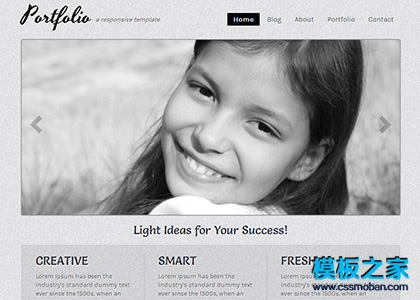 Portfolio a responsive template
Home Blog About Portfolio Contact
Light Ideas for Your Success!
CREATIVE
Lorem Ipsum has been the
industry's standard dummy text
ever since the 1500s, when an
SMART
Lorem Ipsum has been the
industry's standard dummy text
ever since the 1500s, when an
FRESH
Lorem Ipsum has been the
industry's standard dummy text
ever since the 1500s, when an
模板之家
www.cssmoban.com